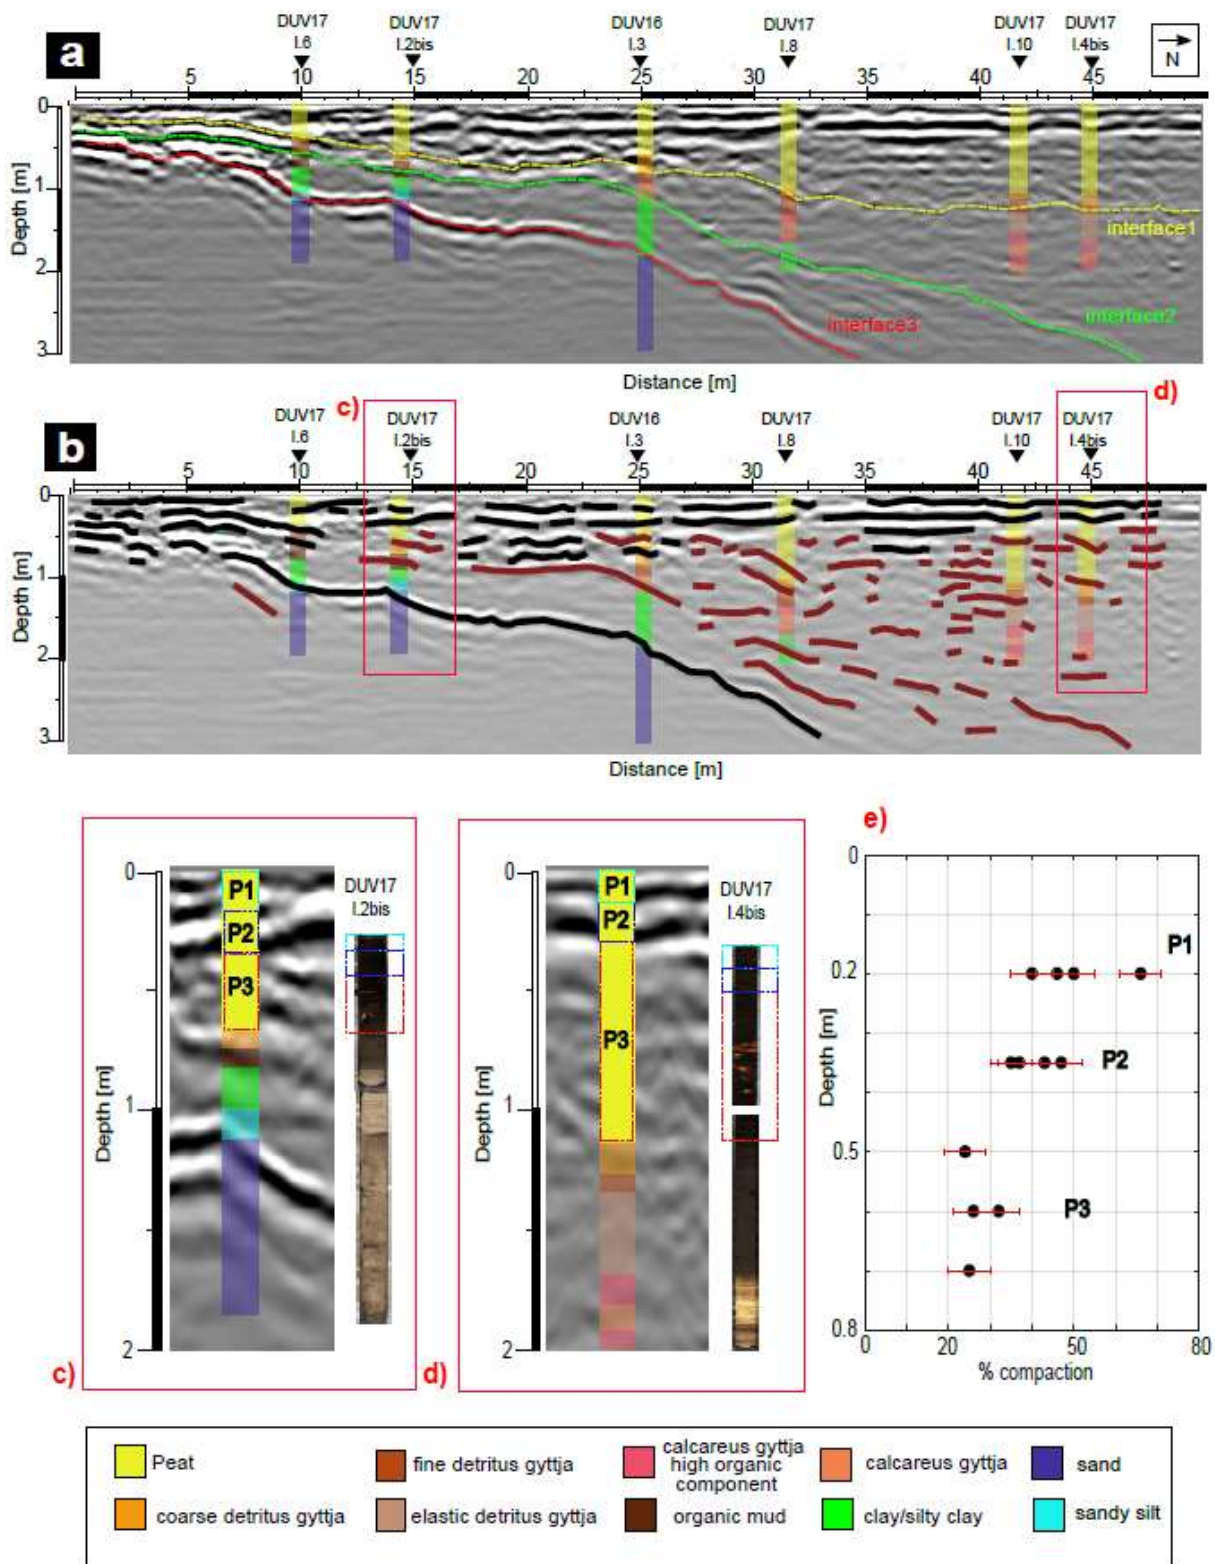 a
DUV17
I.6
DUV17
I.2bis
DUV16
I.3
DUV17
I.8
DUV17
I.10
DUV17
I.4bis
N
5 10 15 20 25 30 35 40 45
0
1
2
3
Depth [m]
interface1
interface2
interface3
Distance [m]
c)
d)
b
DUV17
I.6
DUV17
I.2bis
DUV16
I.3
DUV17
I.8
DUV17
I.10
DUV17
I.4bis
5 10 15 20 25 30 35 40 45
0
1
2
3
Depth [m]
Distance [m]
0
1
2
Depth [m]
P1
P2
P3
DUV17
I.2bis
c)
0
1
2
Depth [m]
P1
P2
P3
DUV17
I.4bis
d)
e)
0
0.2
0.5
0.8
Depth [m]
P1
P2
P3
0 20 50 80
% compaction
Peat
fine detritus gyttja
calcareus gyttja
high organic
component
calcareus gyttja
sand
coarse detritus gyttja
elastic detritus gyttja
organic mud
clay/silty clay
sandy silt